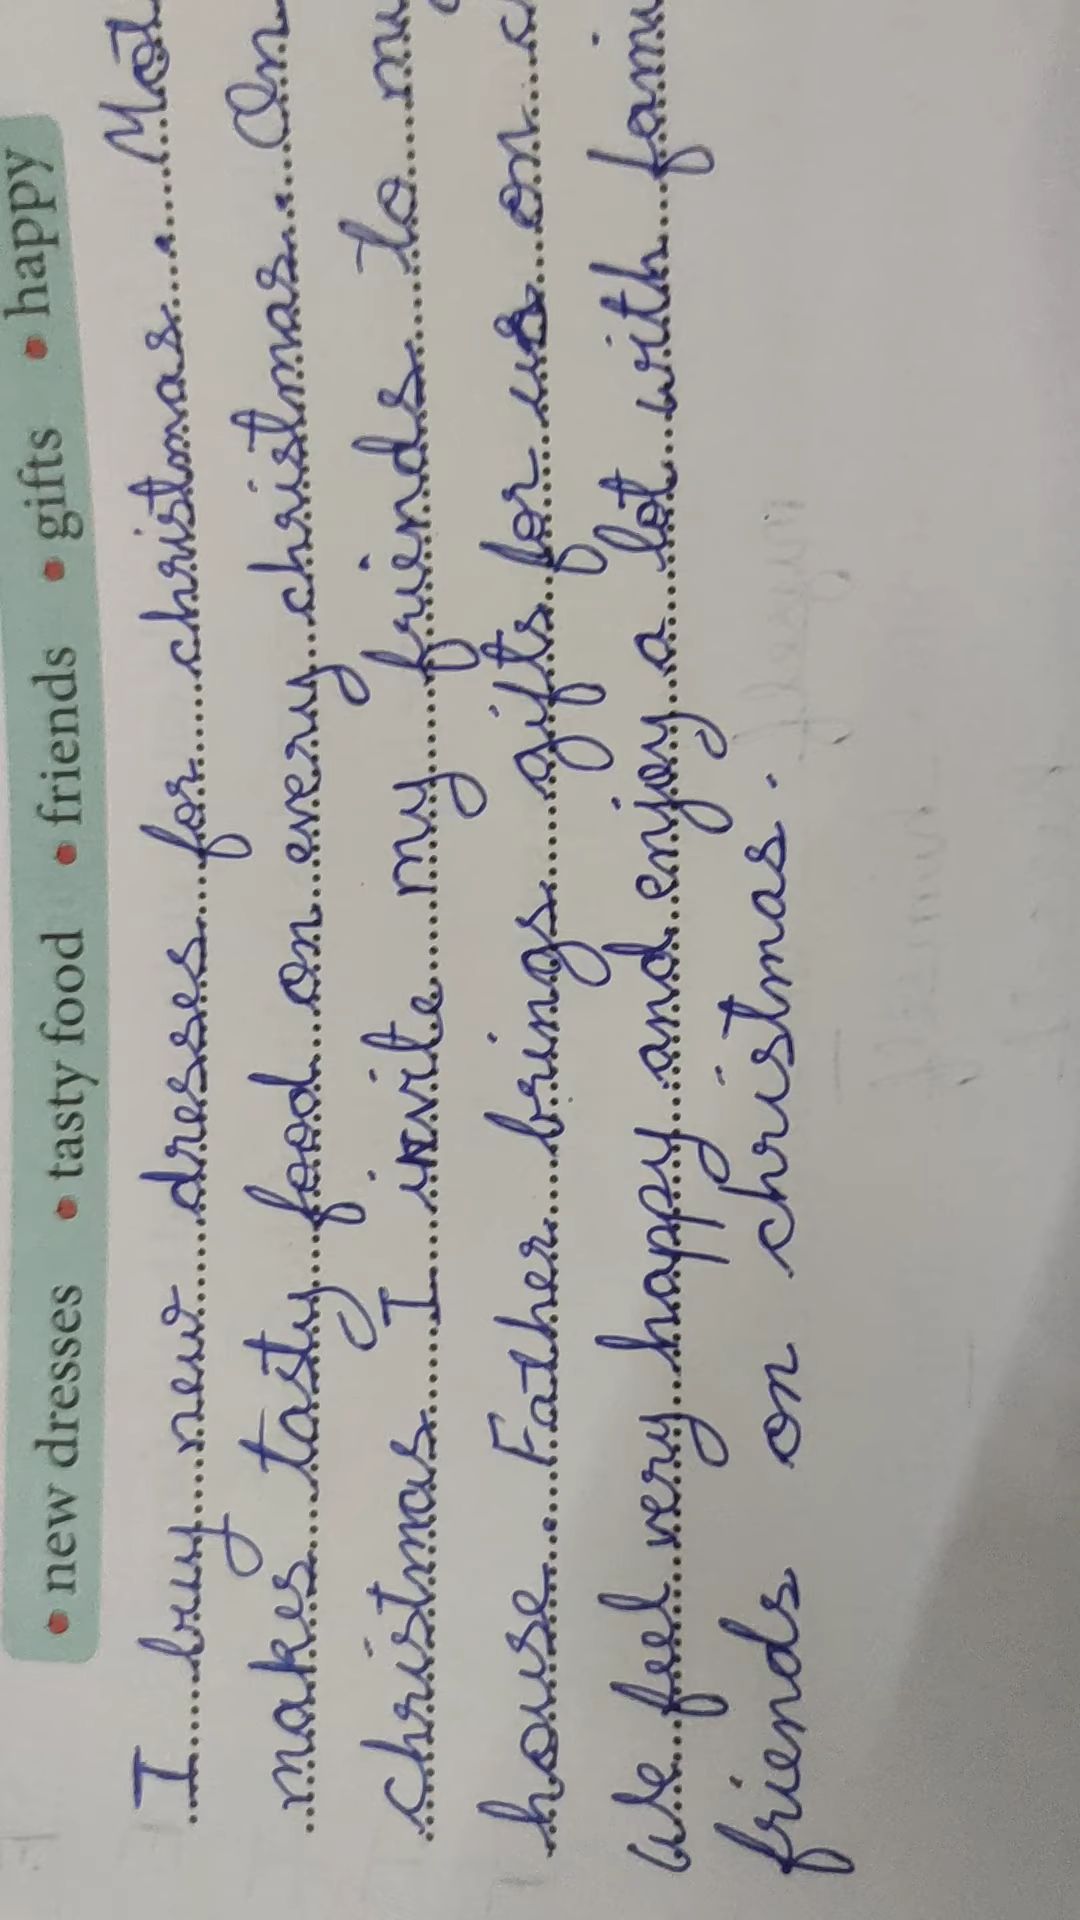 • new dresses • tasty food • friends • gifts • happy
I buy new dresses for christmas. Mot
makes tasty food on every christmas. On
christmas I invite my friends to my
house. Father brings gifts for us on c
We feel very happy and enjoy a lot with fami
friends on christmas.